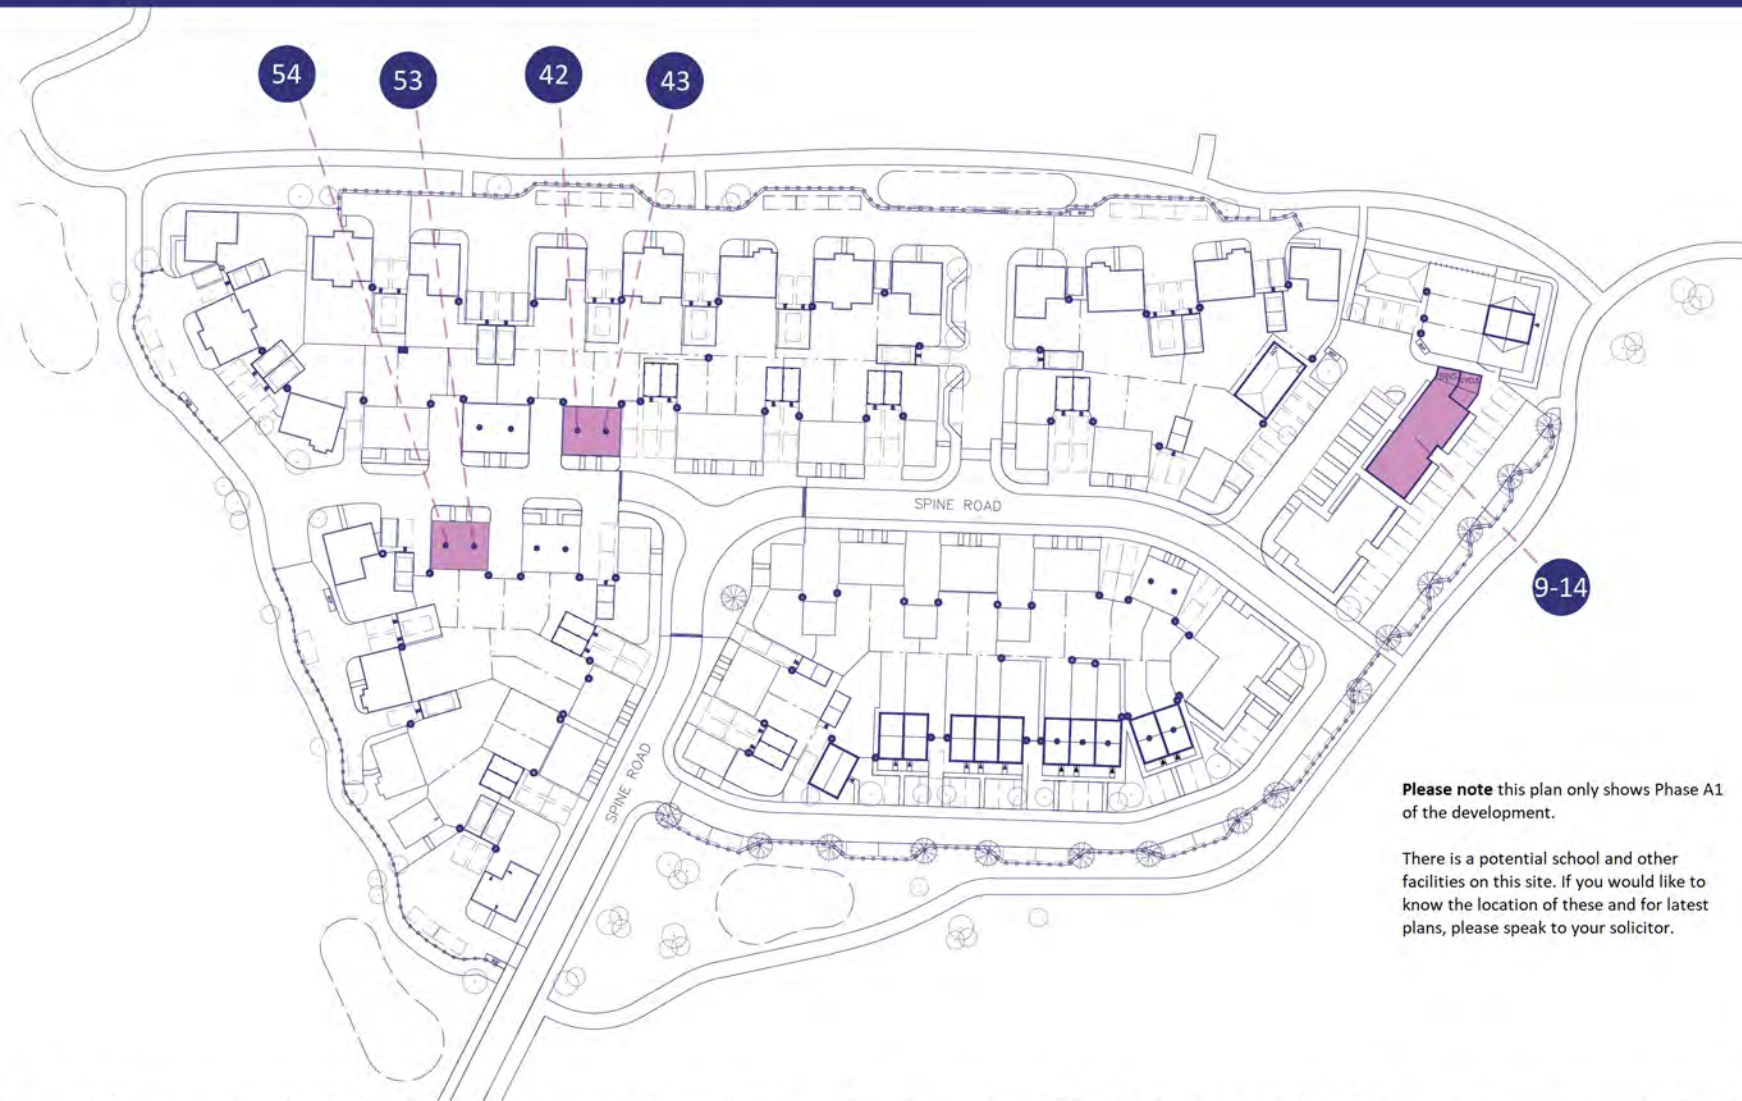 54
53
42
43
SPINE ROAD
BINS
CYCLE
9-14
SPINE ROAD
Please note this plan only shows Phase A1
of the development.
There is a potential school and other
facilities on this site. If you would like to
know the location of these and for latest
plans, please speak to your solicitor.